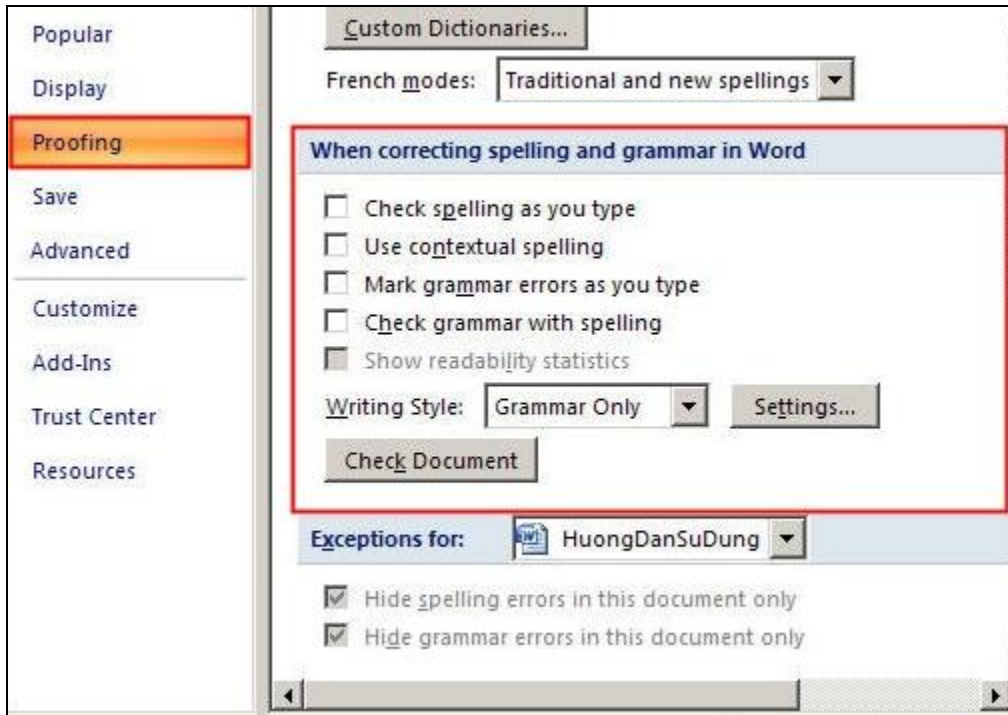 Popular
Display
Proofing
Save
Advanced
Customize
Add-Ins
Trust Center
Resources
Custom Dictionaries...
French modes: Traditional and new spellings
When correcting spelling and grammar in Word
Check spelling as you type
Use contextual spelling
Mark grammar errors as you type
Check grammar with spelling
Show readability statistics
Writing Style: Grammar Only Settings...
Check Document
Exceptions for: HuongDanSuDung
Hide spelling errors in this document only
Hide grammar errors in this document only